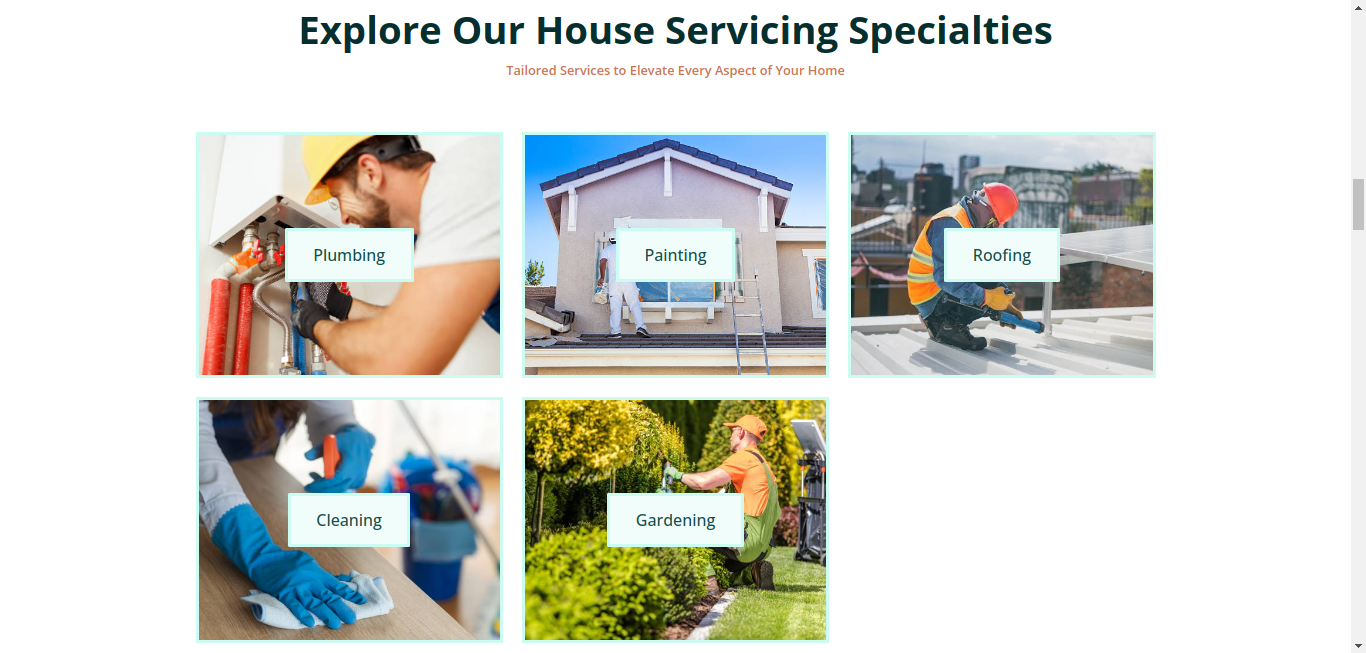 Explore Our House Servicing Specialties
Tailored Services to Elevate Every Aspect of Your Home
Plumbing
Painting
Roofing
Cleaning
Gardening